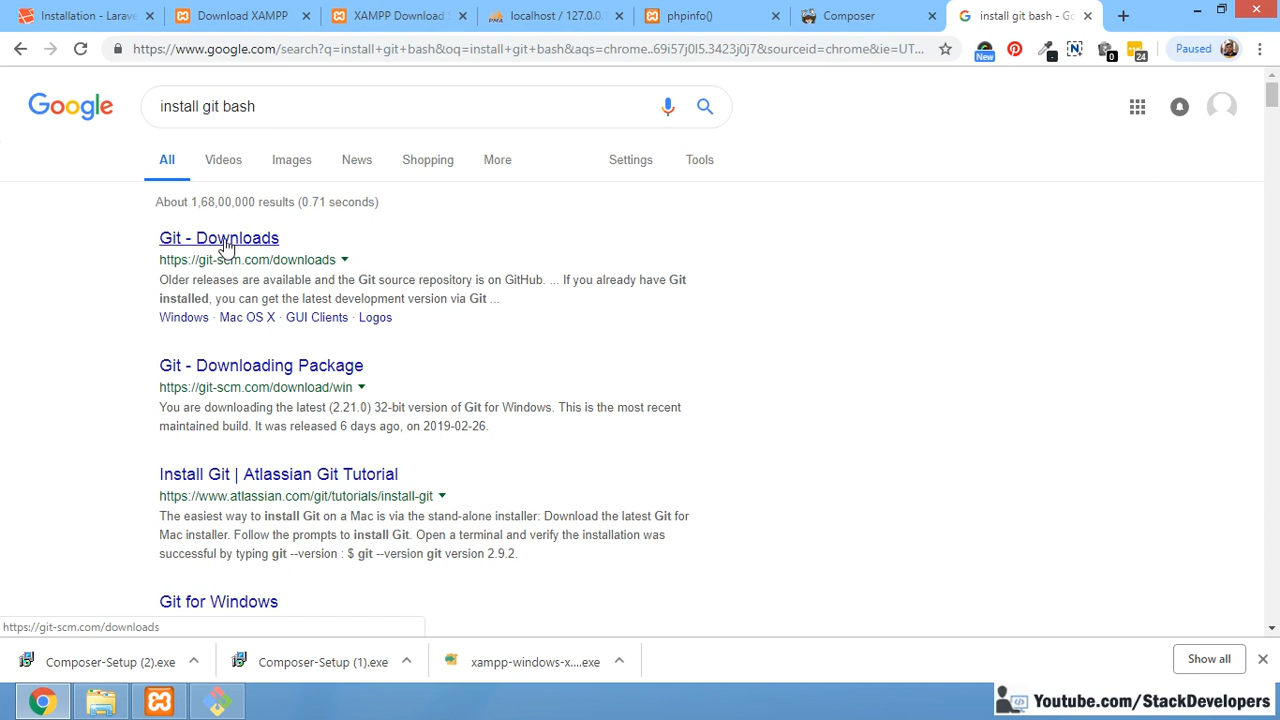 Installation - Larave
Download XAMPP
XAMPP Download
localhost / 127.0.0.1
phpinfo()
Composer
install git bash - Go
https://www.google.com/search?q=install+git+bash&oq=install+git+bash&aqs=chrome..69i57j0l5.3423j0j7&sourceid=chrome&ie=UT...
New
0
24
Paused
Google
install git bash
All
Videos
Images
News
Shopping
More
Settings
Tools
About 1,68,00,000 results (0.71 seconds)
Git - Downloads
https://git-scm.com/downloads
Older releases are available and the Git source repository is on GitHub. ... If you already have Git
installed, you can get the latest development version via Git ...
Windows · Mac OS X · GUI Clients · Logos
Git - Downloading Package
https://git-scm.com/download/win
You are downloading the latest (2.21.0) 32-bit version of Git for Windows. This is the most recent
maintained build. It was released 6 days ago, on 2019-02-26.
Install Git | Atlassian Git Tutorial
https://www.atlassian.com/git/tutorials/install-git
The easiest way to install Git on a Mac is via the stand-alone installer: Download the latest Git for
Mac installer. Follow the prompts to install Git. Open a terminal and verify the installation was
successful by typing git --version : $ git --version git version 2.9.2.
Git for Windows
https://git-scm.com/downloads
Composer-Setup (2).exe
Composer-Setup (1).exe
xampp-windows-x....exe
Show all
Youtube.com/StackDevelopers